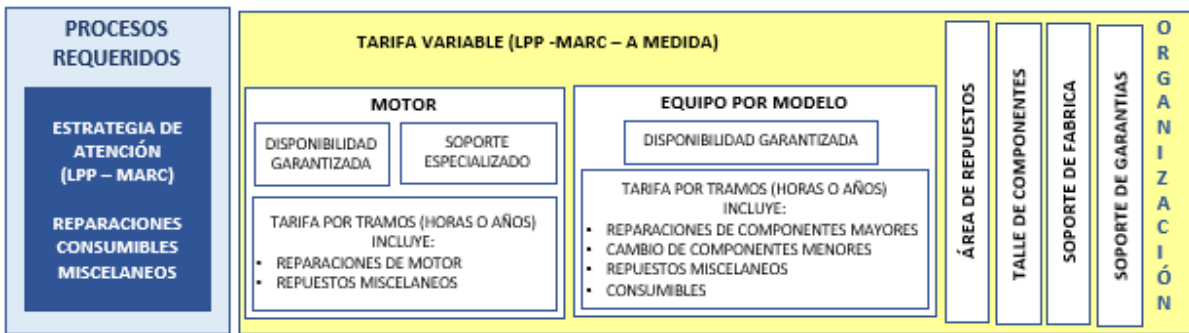 PROCESOS
REQUERIDOS
ESTRATEGIA DE
ATENCIÓN
(LPP – MARC)
REPARACIONES
CONSUMIBLES
MISCELANEOS
TARIFA VARIABLE (LPP -MARC – A MEDIDA)
MOTOR
DISPONIBILIDAD
GARANTIZADA
SOPORTE
ESPECIALIZADO
TARIFA POR TRAMOS (HORAS O AÑOS)
INCLUYE:
• REPARACIONES DE MOTOR
• REPUESTOS MISCELANEOS
EQUIPO POR MODELO
DISPONIBILIDAD GARANTIZADA
TARIFA POR TRAMOS (HORAS O AÑOS)
INCLUYE:
• REPARACIONES DE COMPONENTES MAYORES
• CAMBIO DE COMPONENTES MENORES
• REPUESTOS MISCELANEOS
• CONSUMIBLES
ÁREA DE REPUESTOS
TALLE DE COMPONENTES
SOPORTE DE FABRICA
SOPORTE DE GARANTIAS
ORGANIZACIÓN